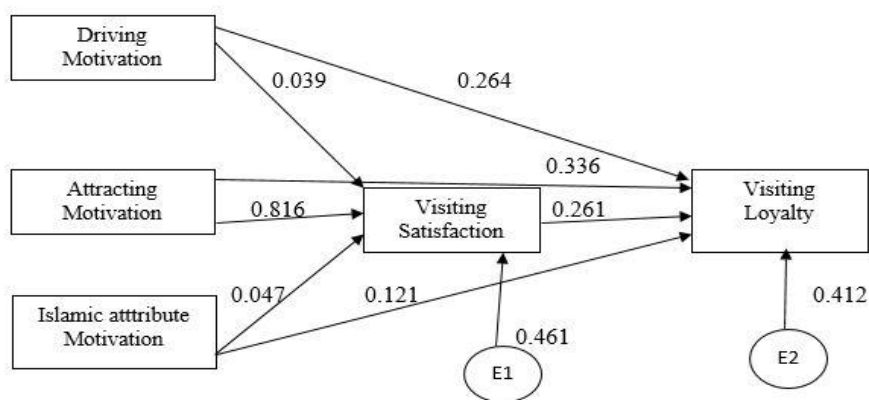 Driving
Motivation
0.039
0.264
Attracting
Motivation
0.336
0.816
Visiting
Satisfaction
0.261
Visiting
Loyalty
Islamic atttribute
Motivation
0.047
0.121
0.461
E1
0.412
E2